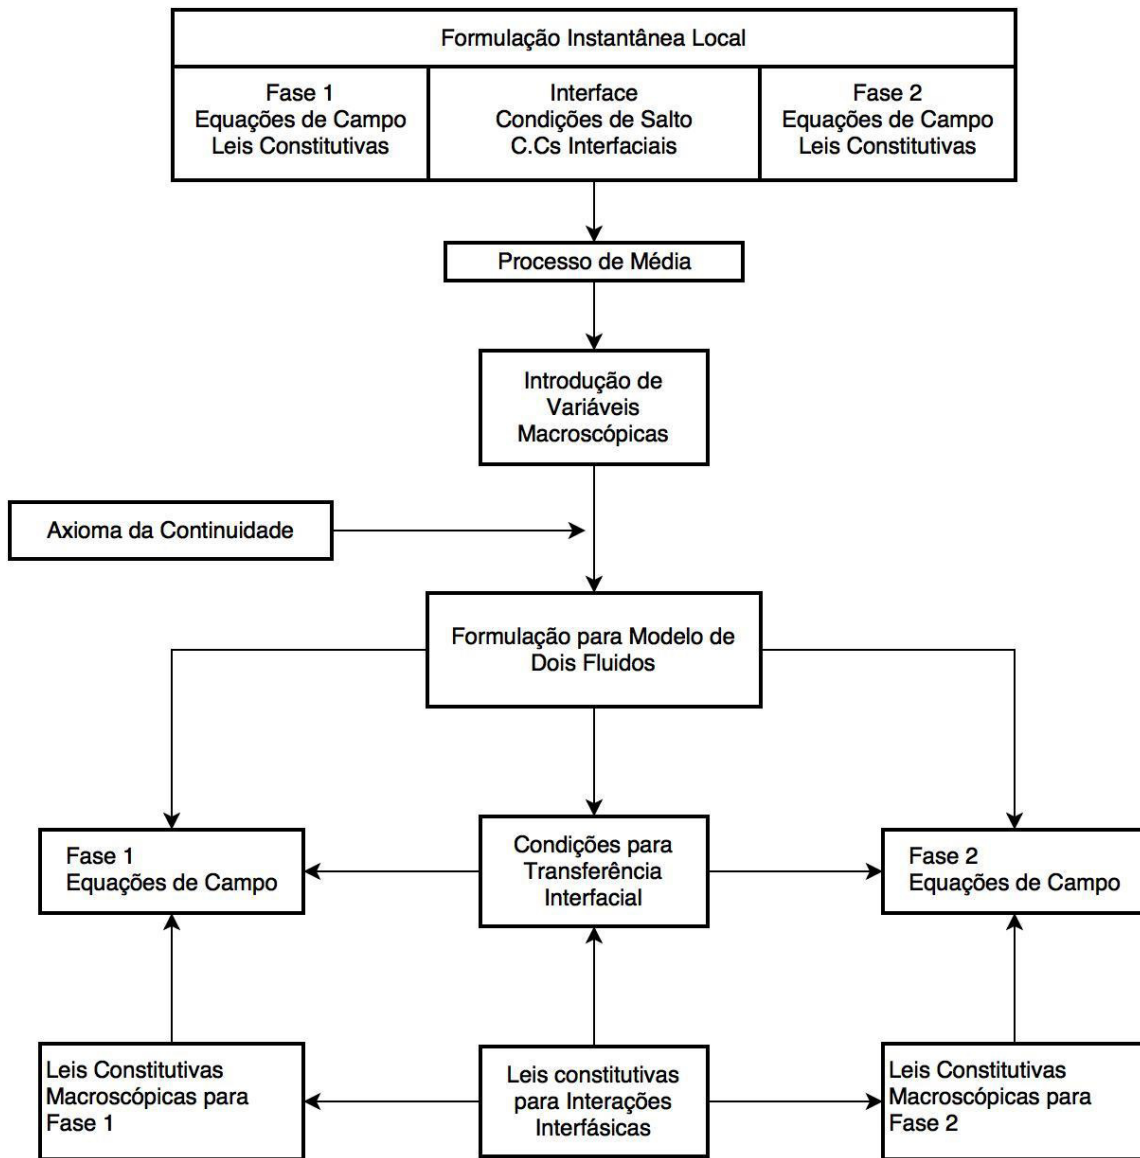 Formulação Instantânea Local
Fase 1
Equações de Campo
Leis Constitutivas
Interface
Condições de Salto
C.Cs Interfaciais
Fase 2
Equações de Campo
Leis Constitutivas
Processo de Média
Introdução de
Variáveis
Macroscópicas
Axioma da Continuidade
Formulação para Modelo de
Dois Fluidos
Fase 1
Equações de Campo
Condições para
Transferência
Interfacial
Fase 2
Equações de Campo
Leis Constitutivas
Macroscópicas para
Fase 1
Leis constitutivas
para Interações
Interfásicas
Leis Constitutivas
Macroscópicas para
Fase 2